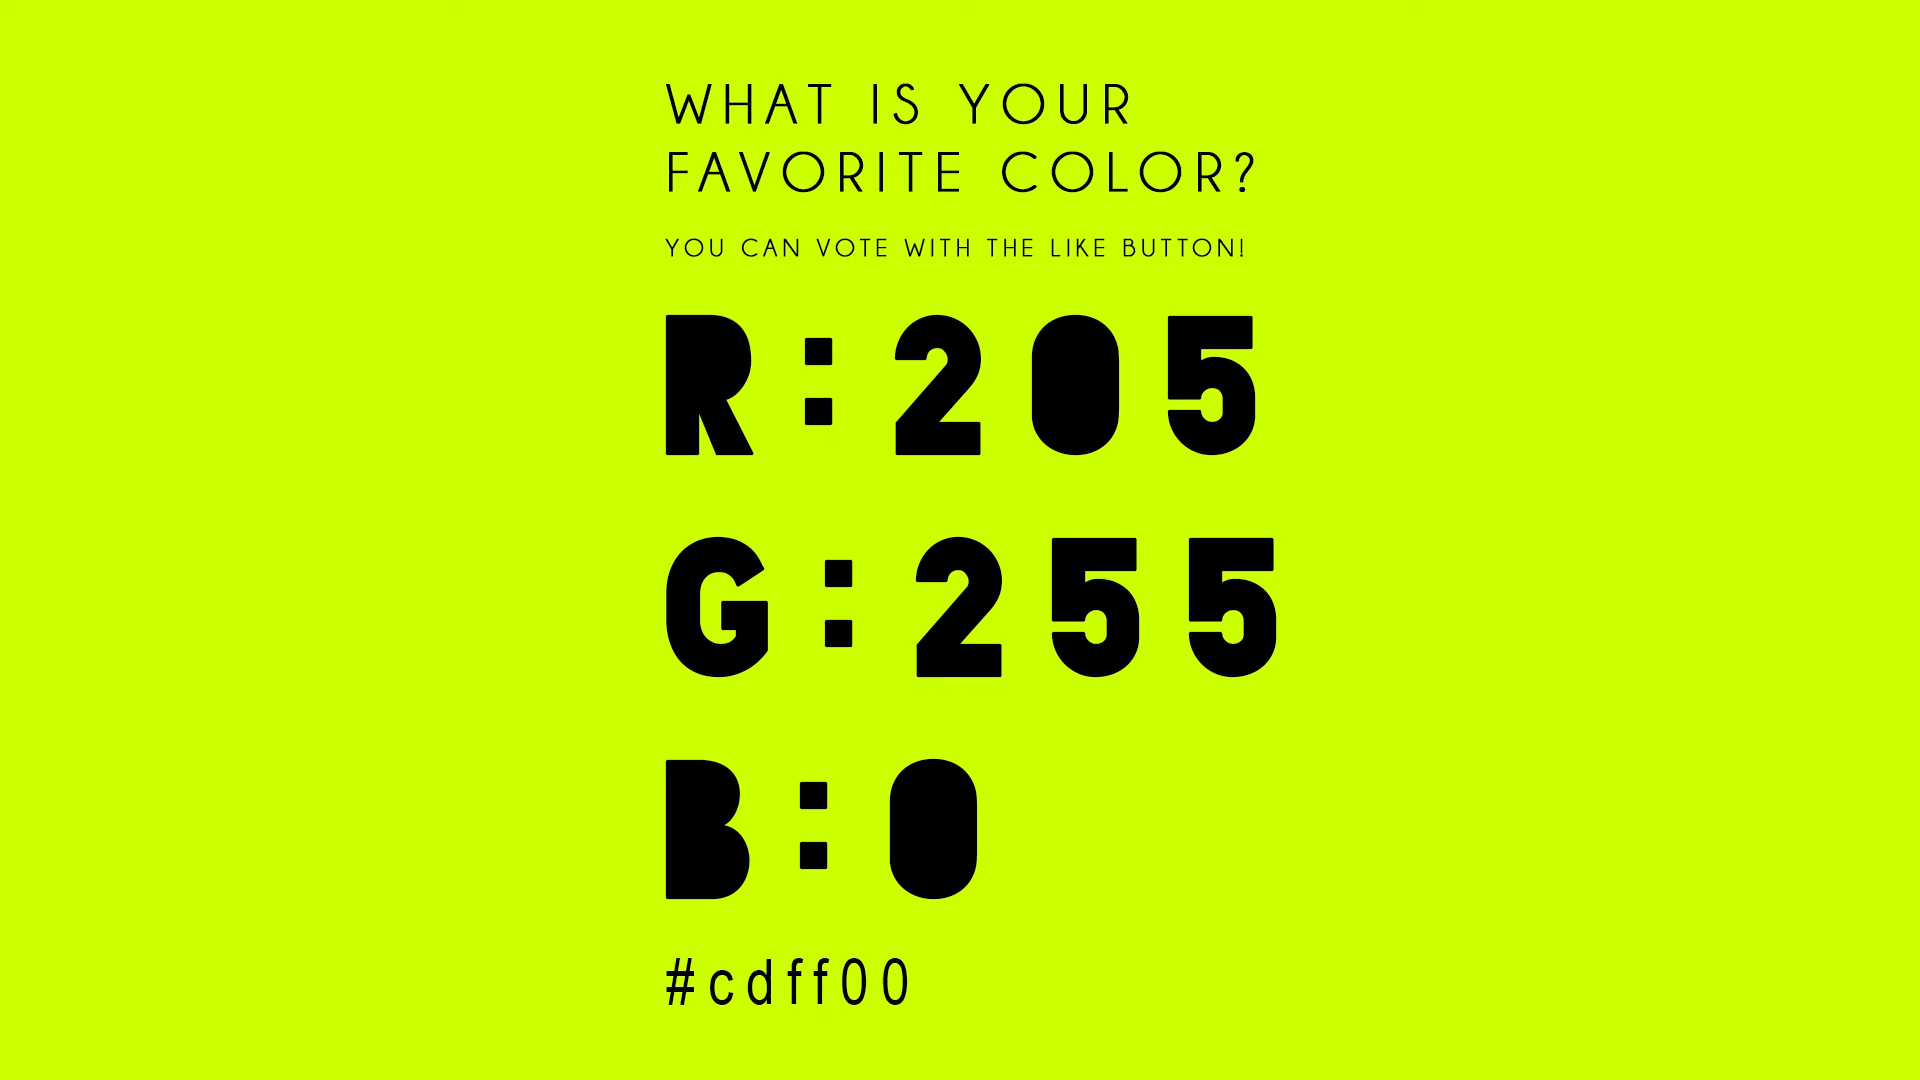 WHAT IS YOUR
FAVORITE COLOR?
YOU CAN VOTE WITH THE LIKE BUTTON!
R:205
G:255
B:0
#cdff00